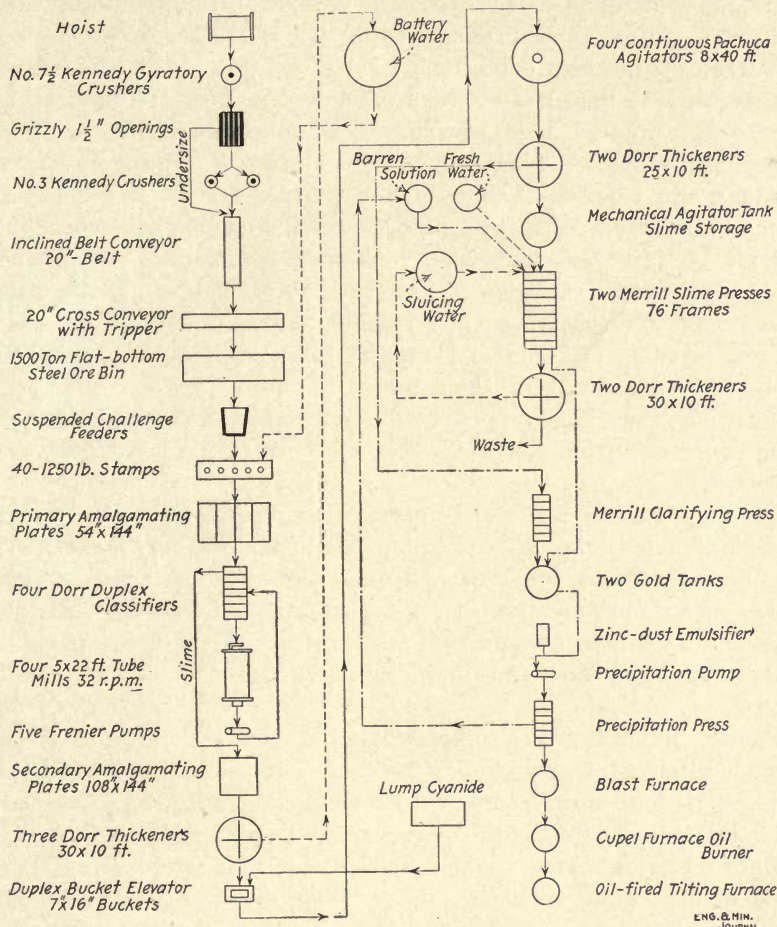 Hoist
No. 7½ Kennedy Gyratory
Crushers
Grizzly 1½" Openings
Undersize
No.3 Kennedy Crushers
Inclined Belt Conveyor
20"-Belt
20" Cross Conveyor
with Tripper
1500 Ton Flat-bottom
Steel Ore Bin
Suspended Challenge
Feeders
40-1250 lb. Stamps
Primary Amalgamating
Plates 54"x 144"
Four Dorr Duplex
Classifiers
Slime
Four 5x22 ft. Tube
Mills 32 r.p.m.
Five Frenier Pumps
Secondary Amalgamating
Plates 108"x 144"
Three Dorr Thickeners
30x 10 ft.
Duplex Bucket Elevator
7"x 16" Buckets
Battery
Water
Barren
Solution
Fresh
Water
Sluicing
Water
Waste
Lump Cyanide
Four continuous Pachuca
Agitators 8x40 ft.
Two Dorr Thickeners
25x10 ft.
Mechanical Agitator Tank
Slime Storage
Two Merrill Slime Presses
76 Frames
Two Dorr Thickeners
30x10 ft.
Merrill Clarifying Press
Two Gold Tanks
Zinc-dust Emulsifier
Precipitation Pump
Precipitation Press
Blast Furnace
Cupel Furnace Oil
Burner
Oil-fired Tilting Furnace
ENG. & MIN.
JOURNAL